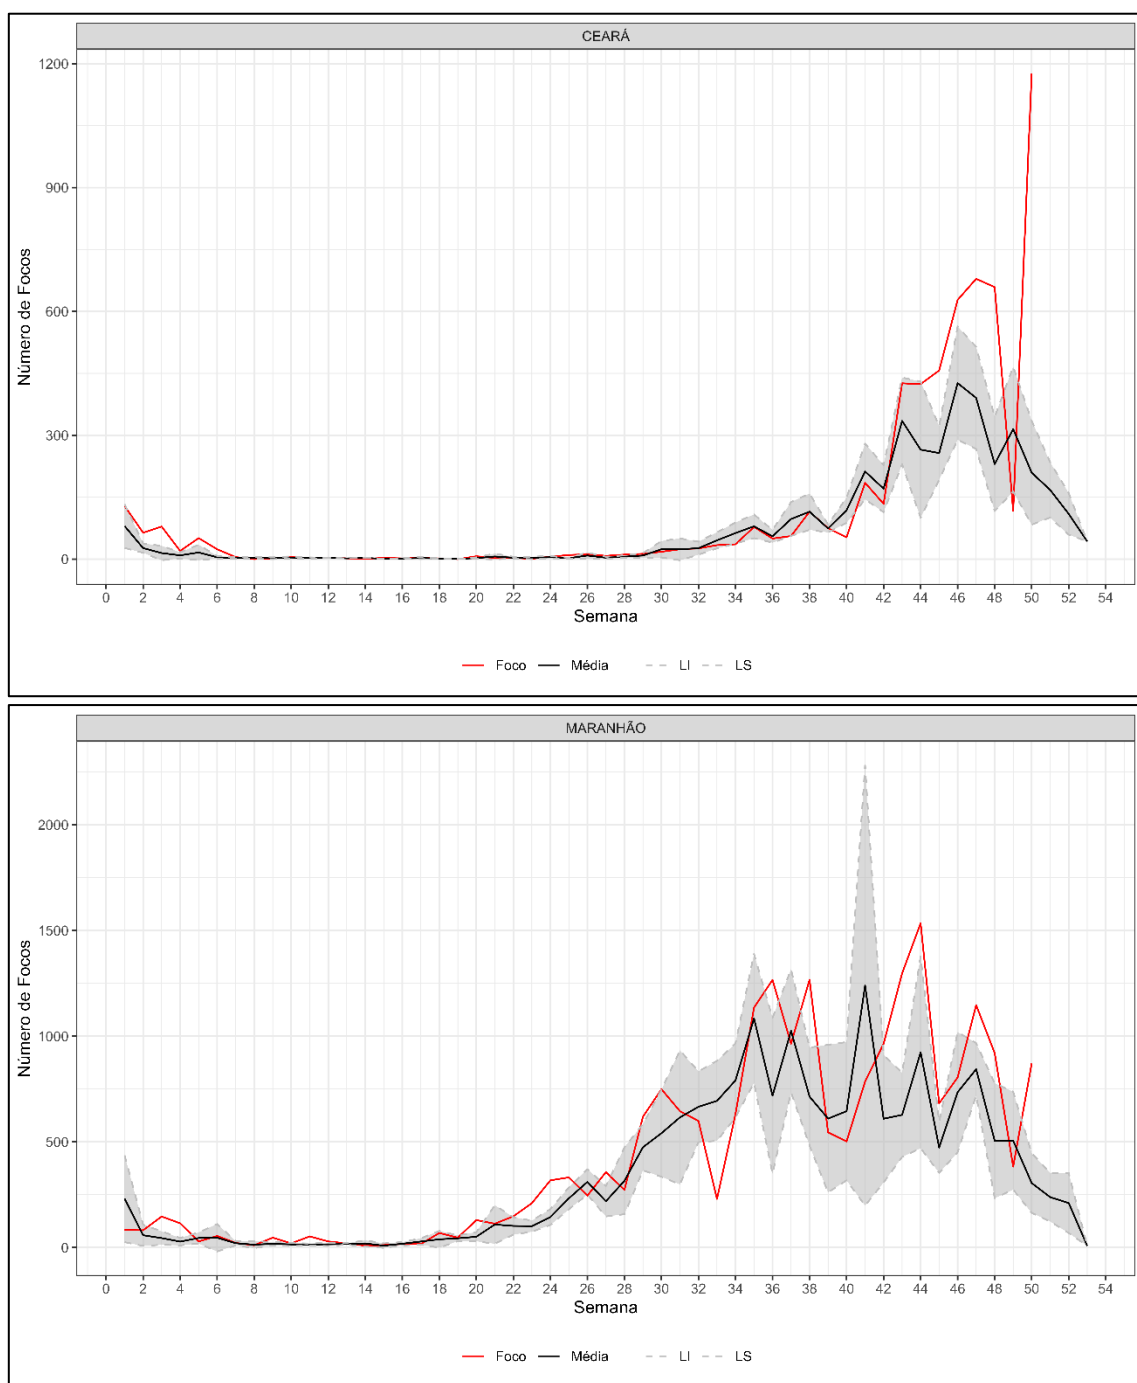 CEARÁ
1200
900
600
300
0
Número de Focos
0 2 4 6 8 10 12 14 16 18 20 22 24 26 28 30 32 34 36 38 40 42 44 46 48 50 52 54
Semana
Foco Média LI LS
MARANHÃO
2000
1500
1000
500
0
Número de Focos
0 2 4 6 8 10 12 14 16 18 20 22 24 26 28 30 32 34 36 38 40 42 44 46 48 50 52 54
Semana
Foco Média LI LS